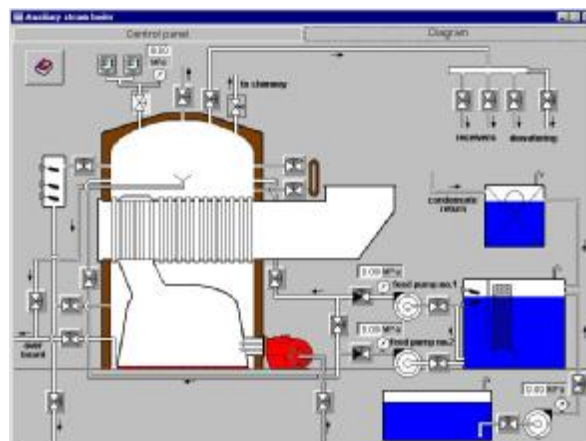 Auxiliary steam boiler
Control panel
Diagram
0.00
MPa
to chimney
receivers
dewatering
condensate
return
0.00 MPa
feed pump no.1
over
board
0.00 MPa
feed pump no.2
0.00 MPa